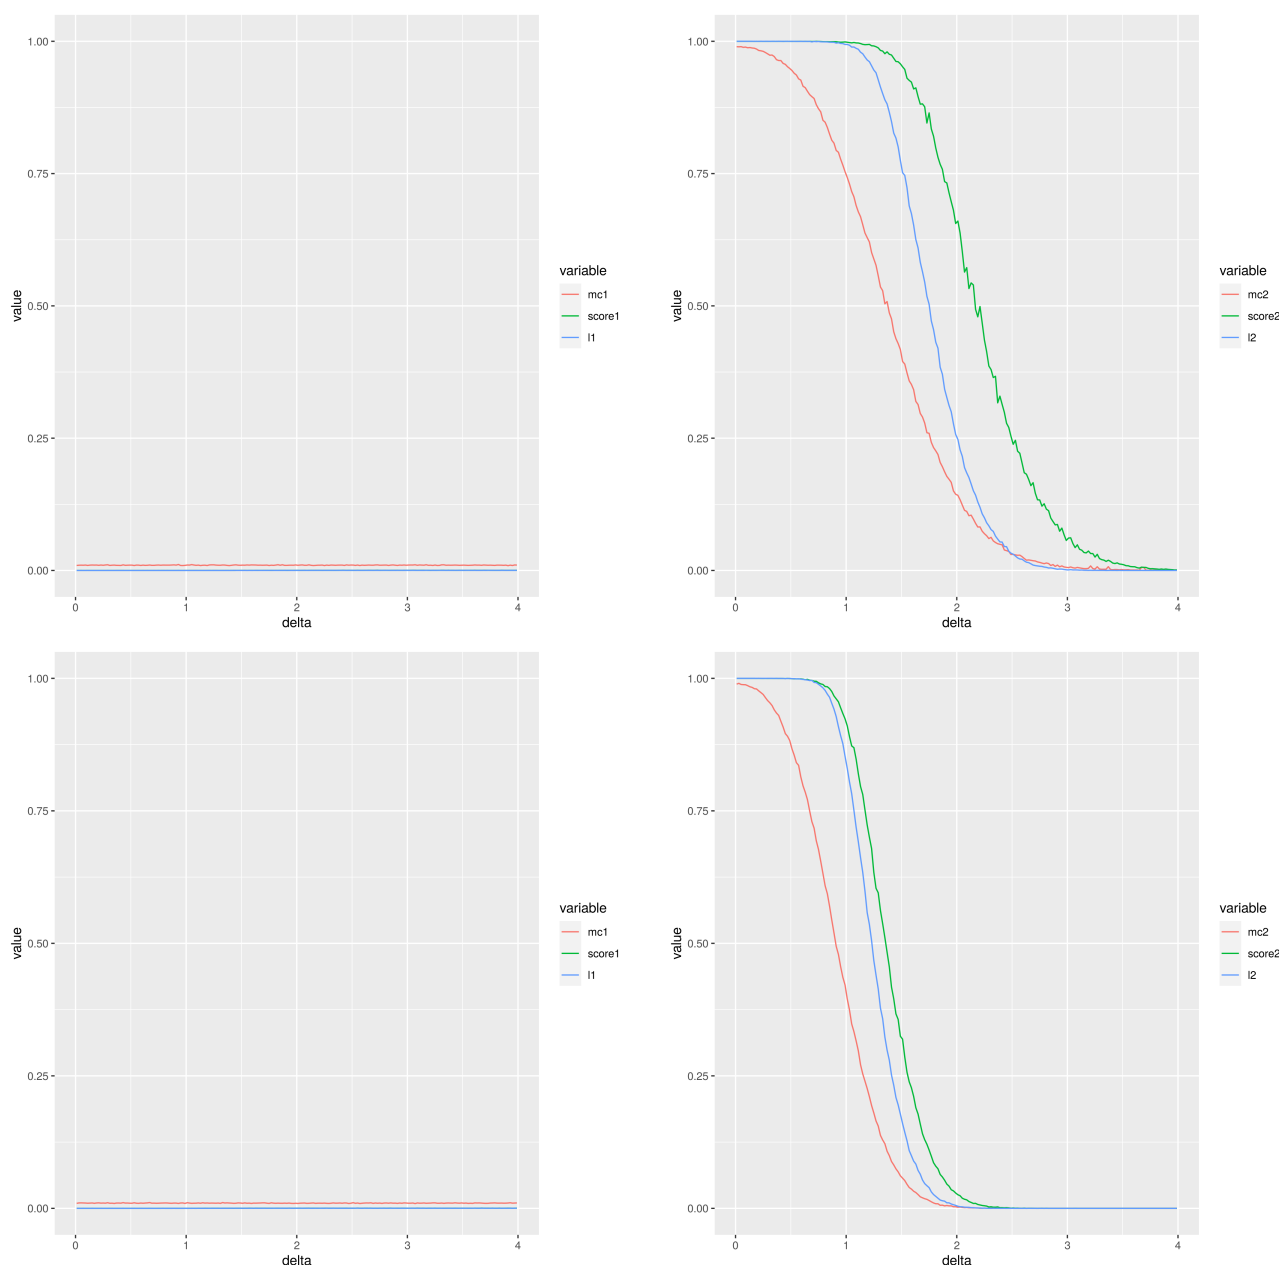 1.00
0.75
0.50
0.25
0.00
value
0 1 2 3 4
delta
variable
mc1
score1
l1
1.00
0.75
0.50
0.25
0.00
value
0 1 2 3 4
delta
variable
mc2
score2
l2
1.00
0.75
0.50
0.25
0.00
value
0 1 2 3 4
delta
variable
mc1
score1
l1
1.00
0.75
0.50
0.25
0.00
value
0 1 2 3 4
delta
variable
mc2
score2
l2